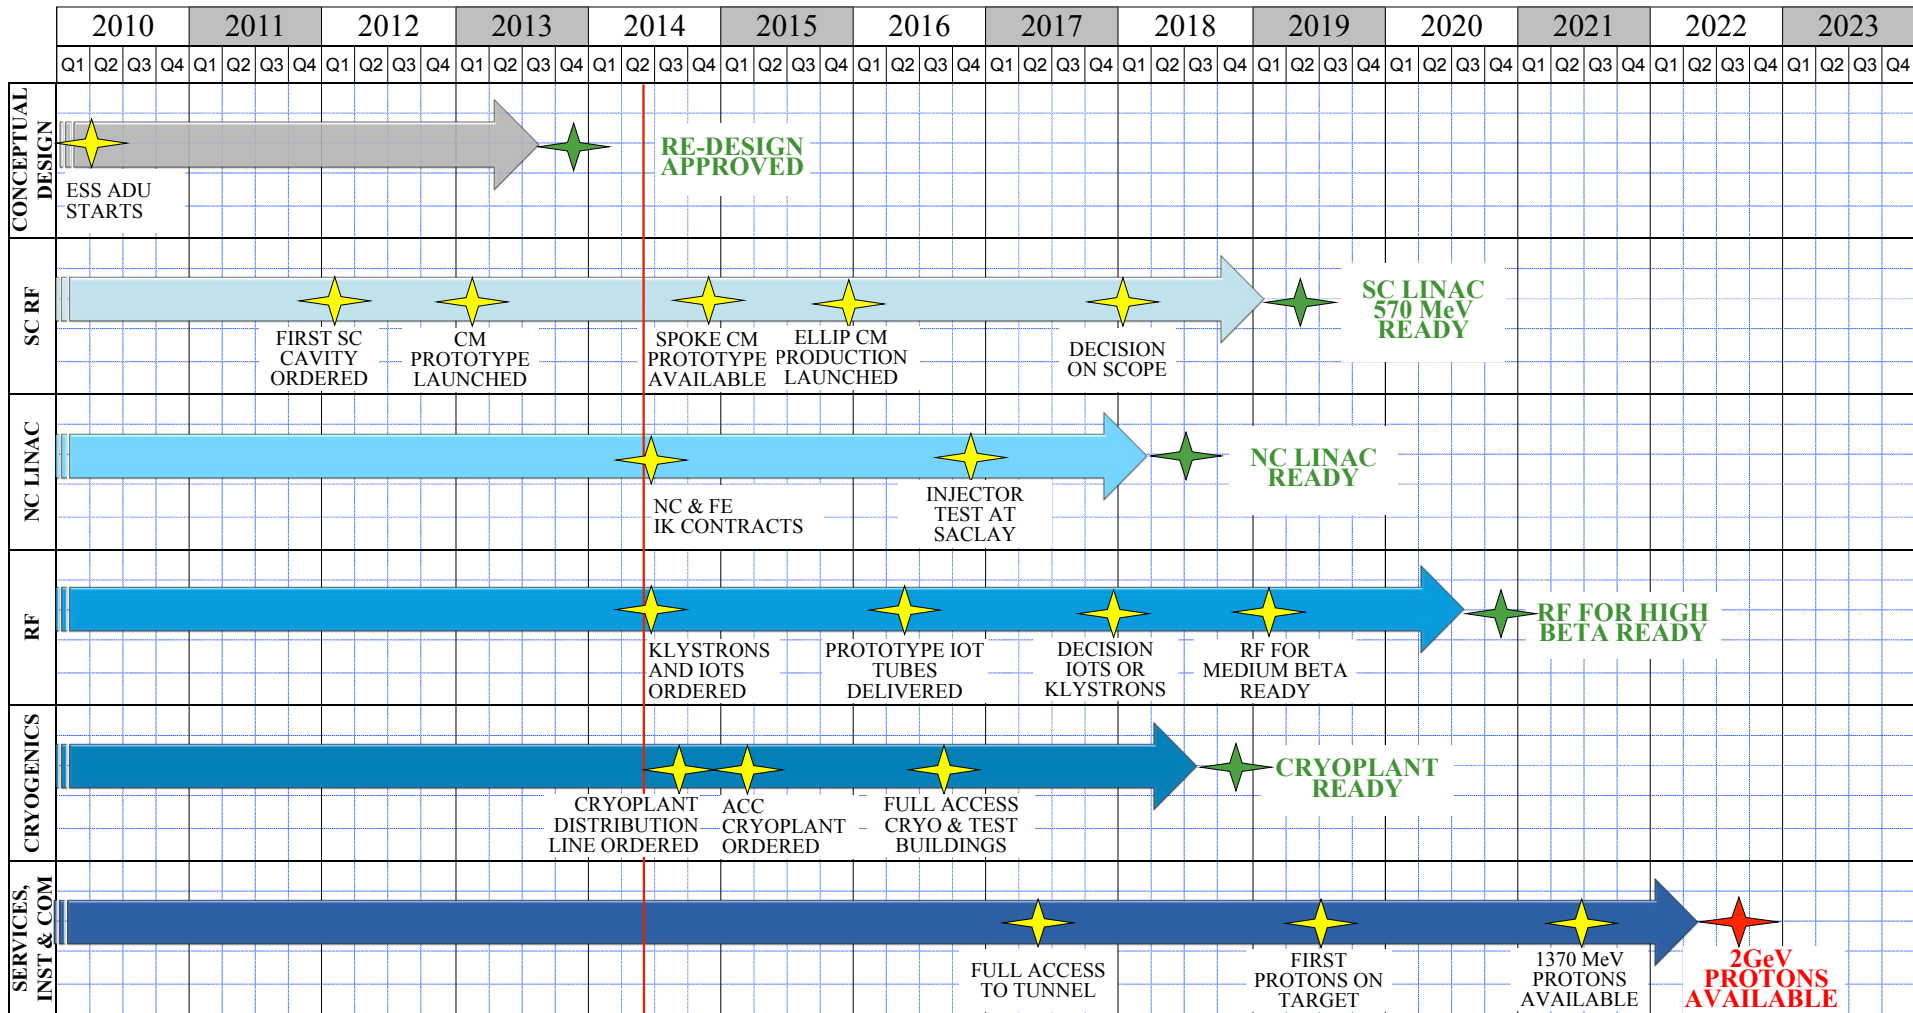 2010 2011 2012 2013 2014 2015 2016 2017 2018 2019 2020 2021 2022 2023
Q1 Q2 Q3 Q4 Q1 Q2 Q3 Q4 Q1 Q2 Q3 Q4 Q1 Q2 Q3 Q4 Q1 Q2 Q3 Q4 Q1 Q2 Q3 Q4 Q1 Q2 Q3 Q4 Q1 Q2 Q3 Q4 Q1 Q2 Q3 Q4 Q1 Q2 Q3 Q4 Q1 Q2 Q3 Q4 Q1 Q2 Q3 Q4 Q1 Q2 Q3 Q4 Q1 Q2 Q3 Q4
CONCEPTUAL
DESIGN
ESS ADU
STARTS
RE-DESIGN
APPROVED
SC RF
FIRST SC
CAVITY
ORDERED
CM
PROTOTYPE
LAUNCHED
SPOKE CM
PROTOTYPE
AVAILABLE
ELLIP CM
PRODUCTION
LAUNCHED
DECISION
ON SCOPE
SC LINAC
570 MeV
READY
NC LINAC
NC & FE
IK CONTRACTS
INJECTOR
TEST AT
SACLAY
NC LINAC
READY
RF
KLYSTRONS
AND IOTS
ORDERED
PROTOTYPE IOT
TUBES
DELIVERED
DECISION
IOTS OR
KLYSTRONS
RF FOR
MEDIUM BETA
READY
RF FOR HIGH
BETA READY
CRYOGENICS
CRYOPLANT
DISTRIBUTION
LINE ORDERED
ACC
CRYOPLANT
ORDERED
FULL ACCESS
CRYO & TEST
BUILDINGS
CRYOPLANT
READY
SERVICES,
INST & COM
FULL ACCESS
TO TUNNEL
FIRST
PROTONS ON
TARGET
1370 MeV
PROTONS
AVAILABLE
2GeV
PROTONS
AVAILABLE